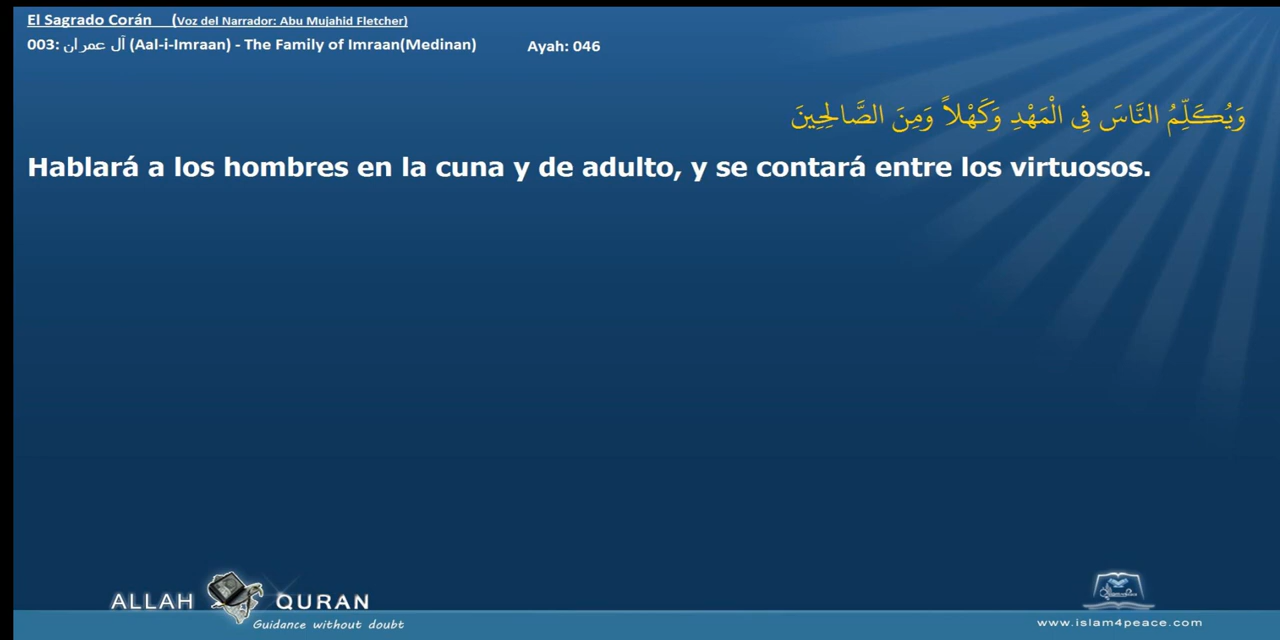 El Sagrado Corán (Voz del Narrador: Abu Mujahid Fletcher)
003: آل عمران (Aal-i-Imraan) - The Family of Imraan(Medinan) Ayah: 046
وَيُكَلِّمُ النَّاسَ فِي الْمَهْدِ وَكَهْلاً وَمِنَ الصَّالِحِينَ
Hablará a los hombres en la cuna y de adulto, y se contará entre los virtuosos.
ALLAH QURAN
Guidance without doubt
www.islam4peace.com